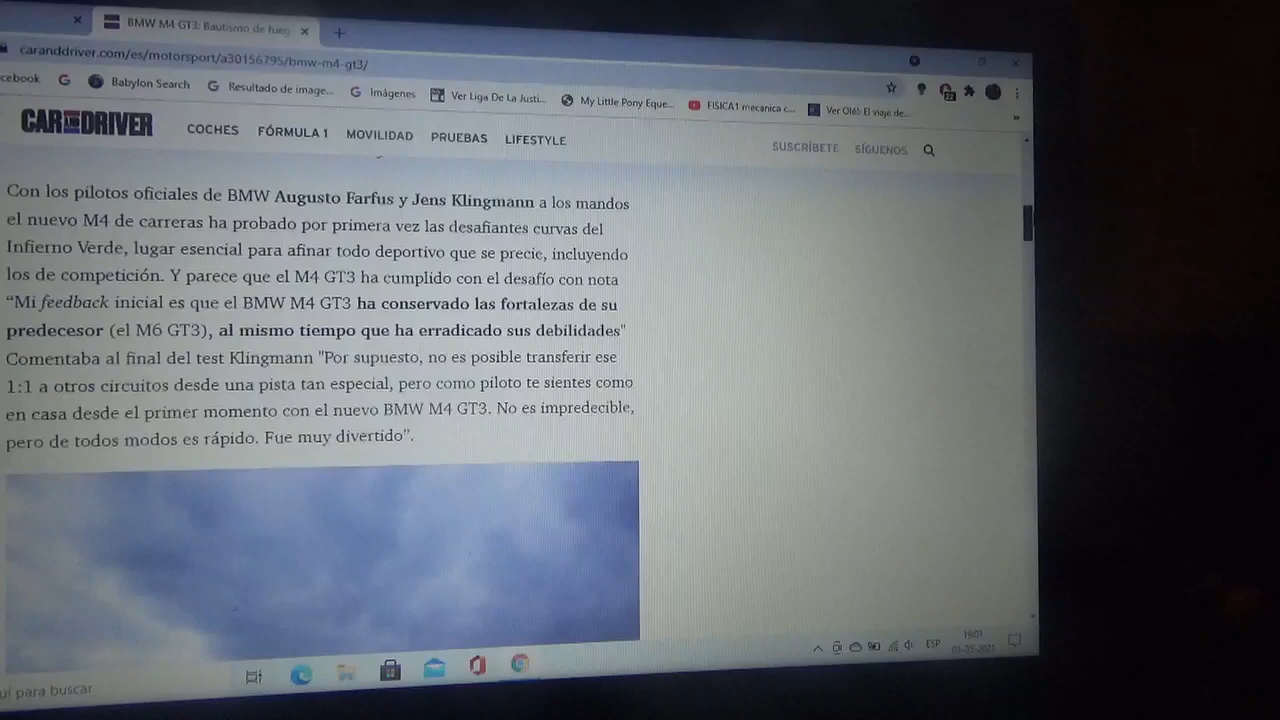 BMW M4 GT3: Bautismo de fueg
caranddriver.com/es/motorsport/a30156795/bmw-m4-gt3/
cebook
Babylon Search
Resultado de image...
Imágenes
Ver Liga De La Justi...
My Little Pony Eque...
FISICA1 mecanica c...
Ver Olé!: El viaje de...
CAR AND DRIVER
COCHES
FÓRMULA 1
MOVILIDAD
PRUEBAS
LIFESTYLE
SUSCRÍBETE
SÍGUENOS
Con los pilotos oficiales de BMW Augusto Farfus y Jens Klingmann a los mandos
el nuevo M4 de carreras ha probado por primera vez las desafiantes curvas del
Infierno Verde, lugar esencial para afinar todo deportivo que se precie, incluyendo
los de competición. Y parece que el M4 GT3 ha cumplido con el desafío con nota
“Mi feedback inicial es que el BMW M4 GT3 ha conservado las fortalezas de su
predecesor (el M6 GT3), al mismo tiempo que ha erradicado sus debilidades"
Comentaba al final del test Klingmann "Por supuesto, no es posible transferir ese
1:1 a otros circuitos desde una pista tan especial, pero como piloto te sientes como
en casa desde el primer momento con el nuevo BMW M4 GT3. No es impredecible,
pero de todos modos es rápido. Fue muy divertido”.
uí para buscar
ESP
19:01
03-05-2021